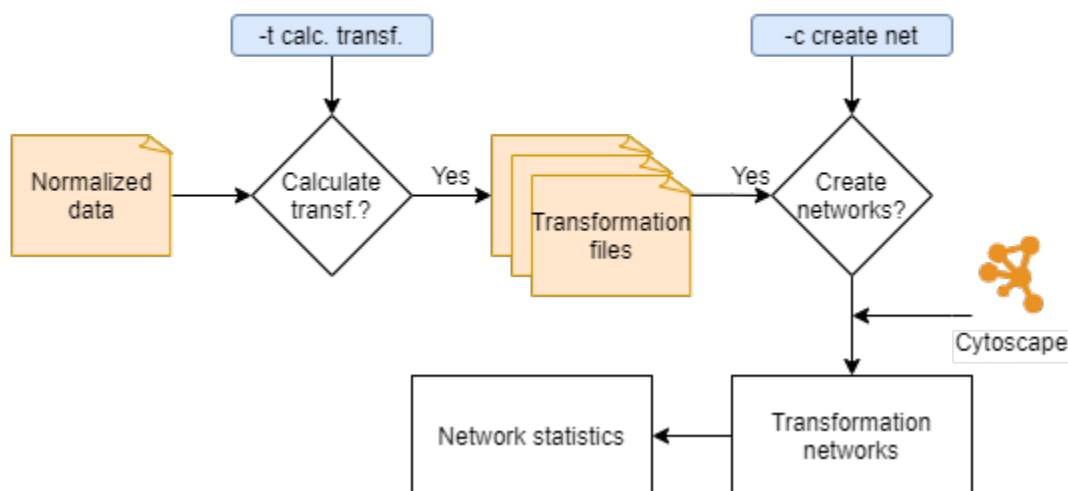 -t calc. transf.
-c create net
Normalized
data
Calculate
transf.?
Yes
Transformation
files
Yes
Create
networks?
Cytoscape
Network statistics
Transformation
networks